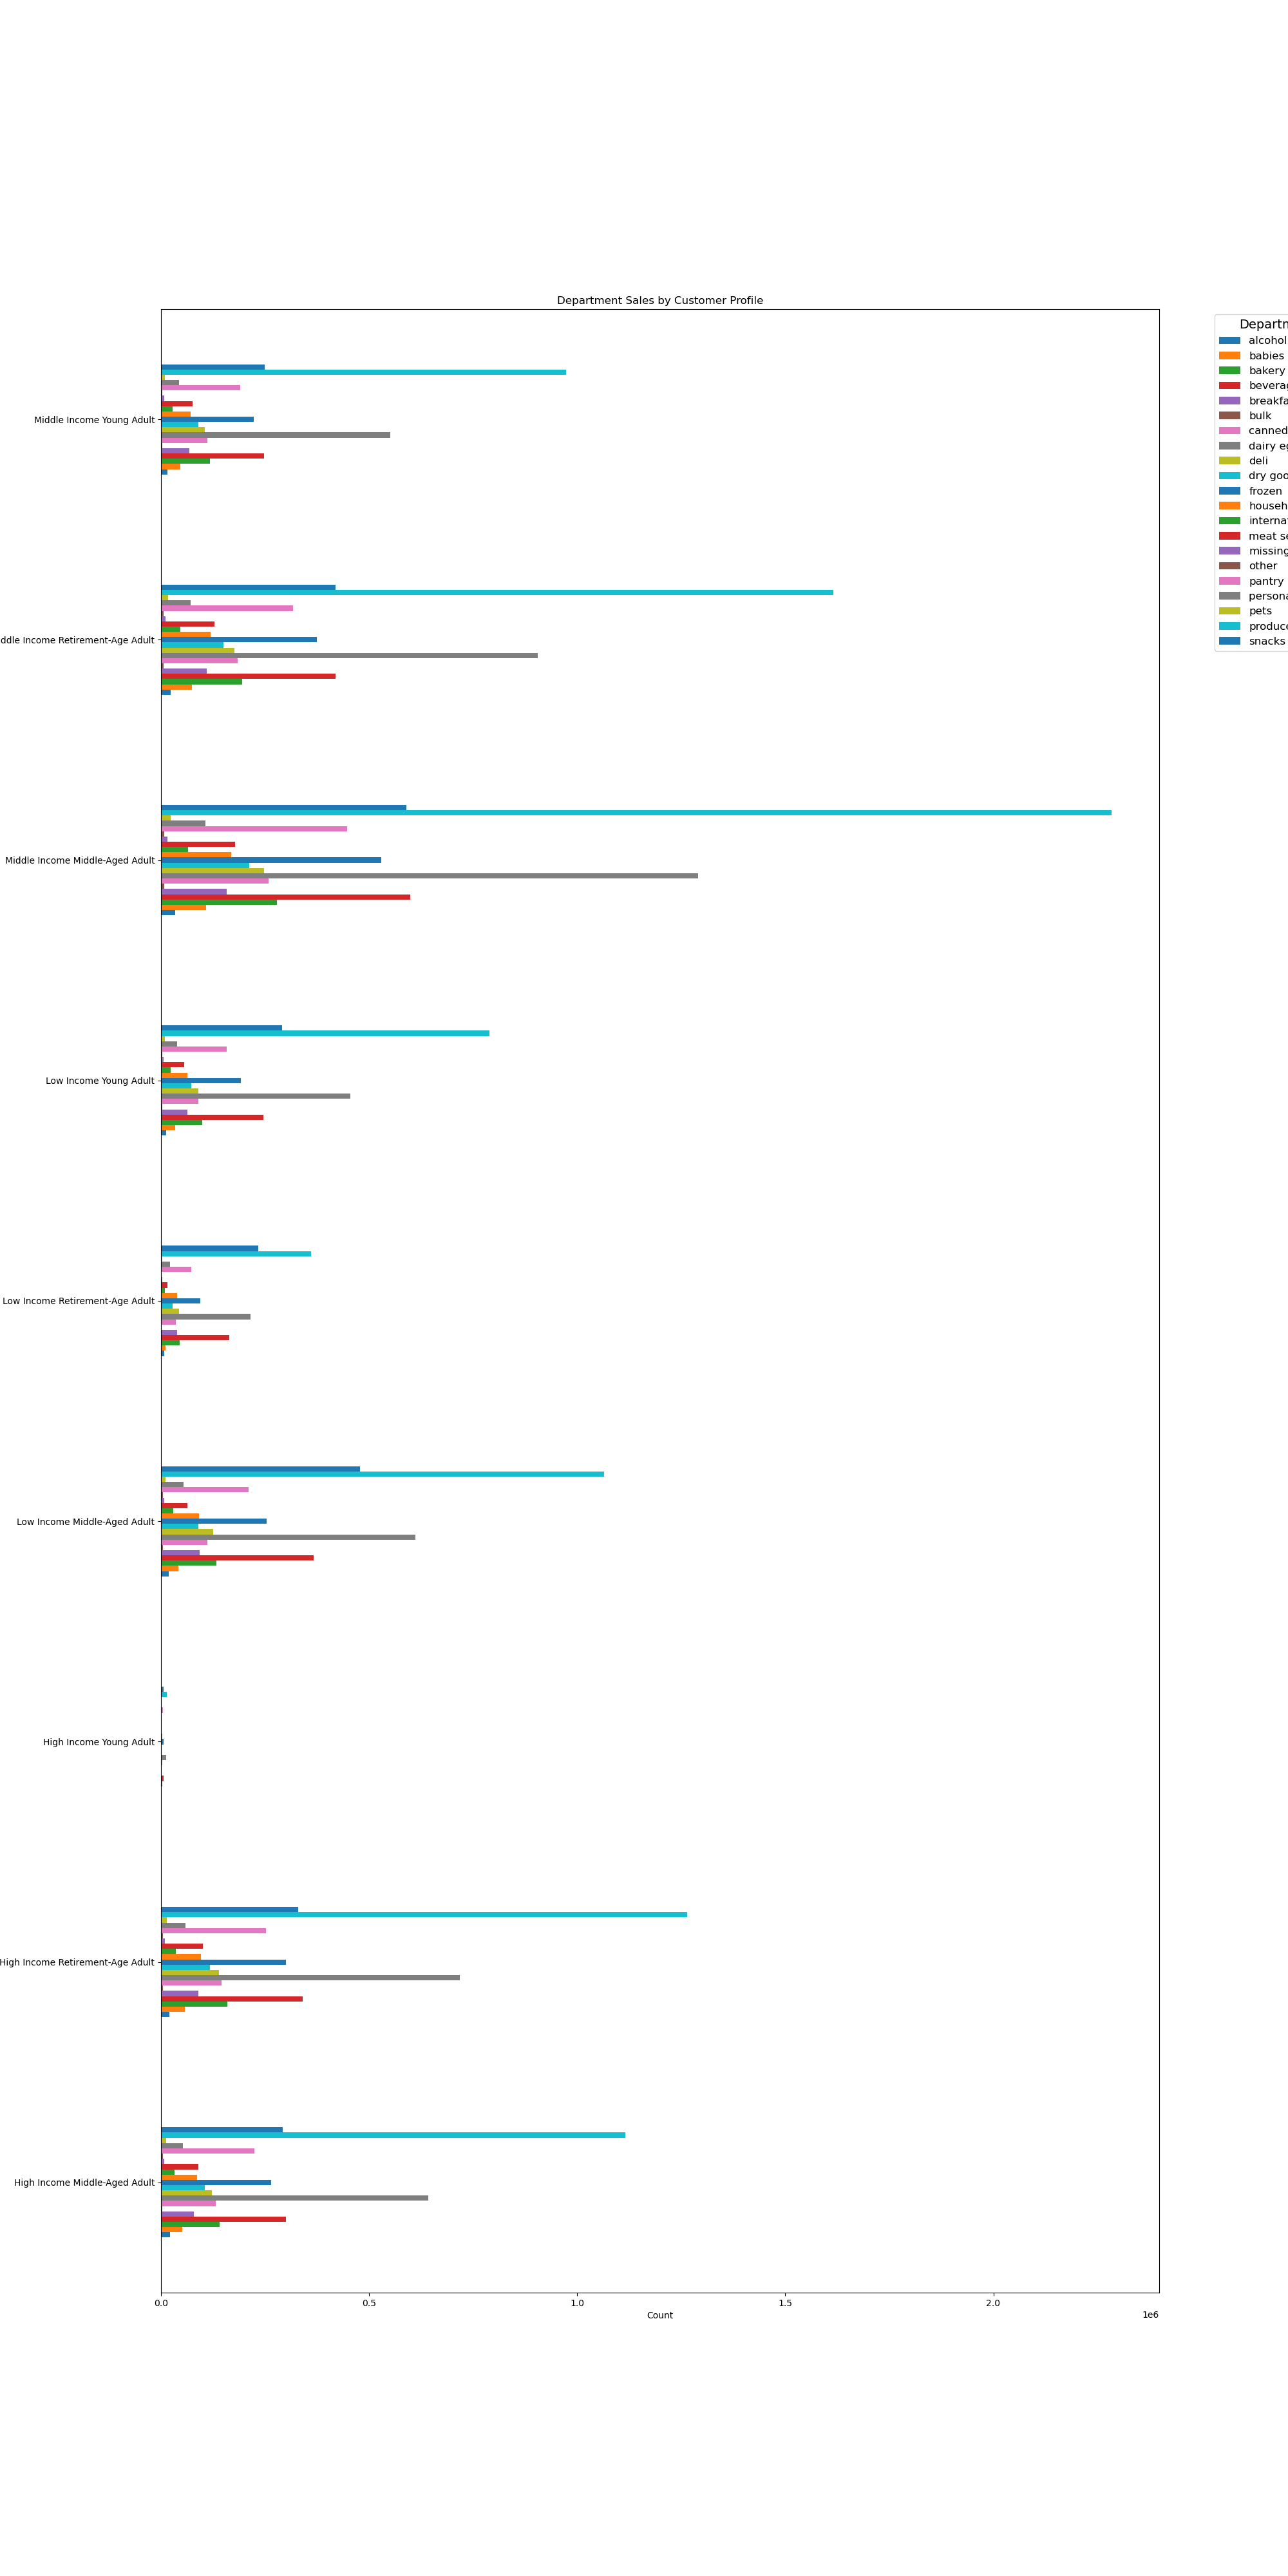 Department Sales by Customer Profile
Middle Income Young Adult
ddle Income Retirement-Age Adult
Middle Income Middle-Aged Adult
Low Income Young Adult
Low Income Retirement-Age Adult
Low Income Middle-Aged Adult
High Income Young Adult
High Income Retirement-Age Adult
High Income Middle-Aged Adult
0.0 0.5 1.0 1.5 2.0
1e6
Count
Departm
alcohol
babies
bakery
beverag
breakfa
bulk
canned
dairy eg
deli
dry goo
frozen
househ
internat
meat se
missing
other
pantry
persona
pets
produce
snacks